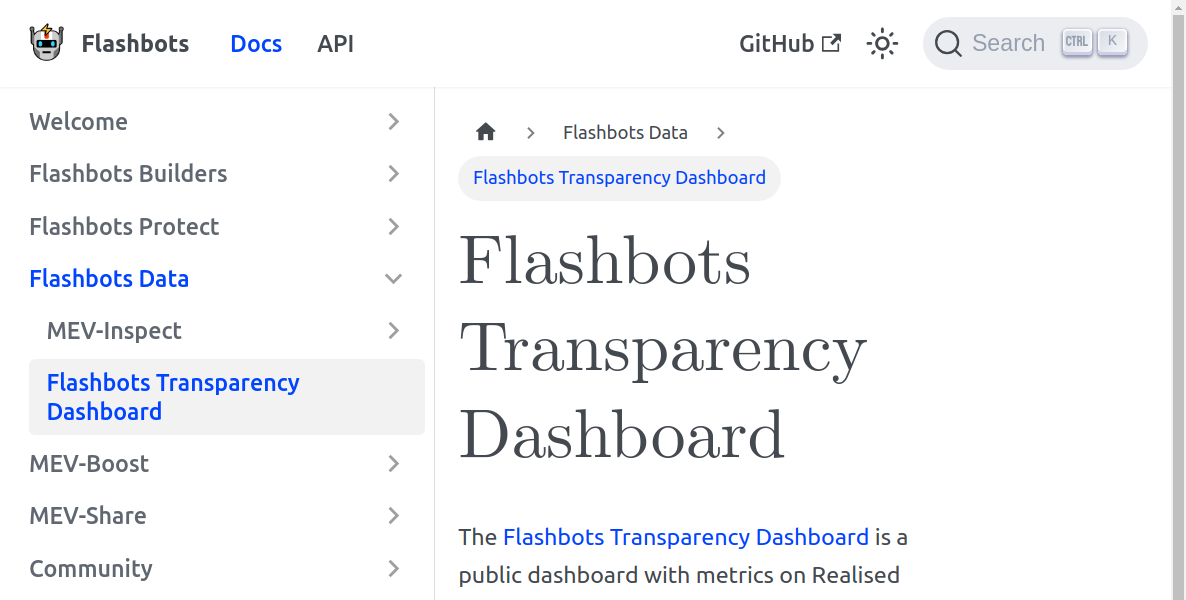 Flashbots Docs API GitHub Search CTRL K
Welcome
Flashbots Builders
Flashbots Protect
Flashbots Data
MEV-Inspect
Flashbots Transparency
Dashboard
MEV-Boost
MEV-Share
Community
Flashbots Data
Flashbots Transparency Dashboard
Flashbots
Transparency
Dashboard
The Flashbots Transparency Dashboard is a
public dashboard with metrics on Realised